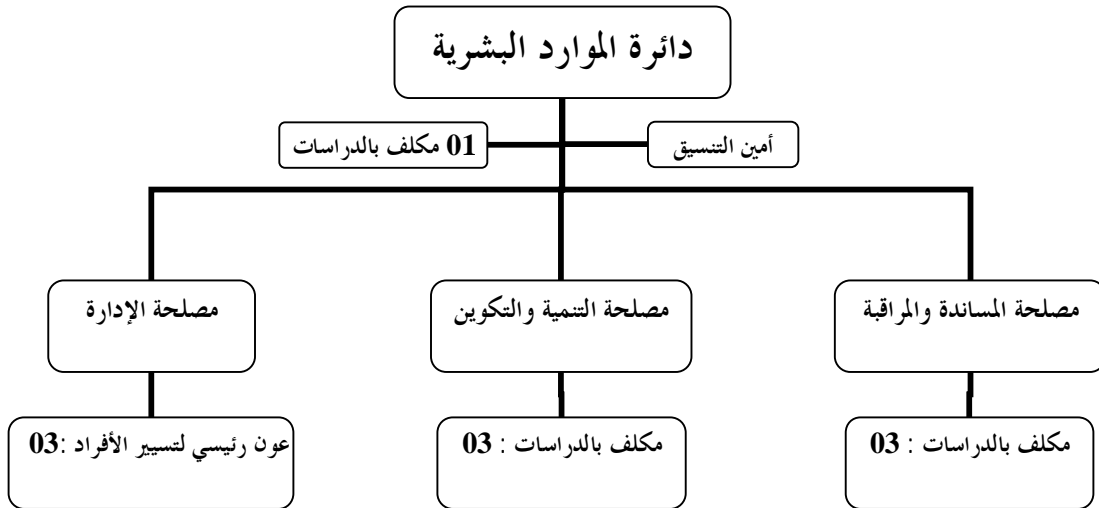 دائرة الموارد البشرية
أمين التنسيق
01 مكلف بالدراسات
مصلحة المساندة والمراقبة
مصلحة التنمية والتكوين
مصلحة الإدارة
مكلف بالدراسات : 03
مكلف بالدراسات : 03
عون رئيسي لتسيير الأفراد :03